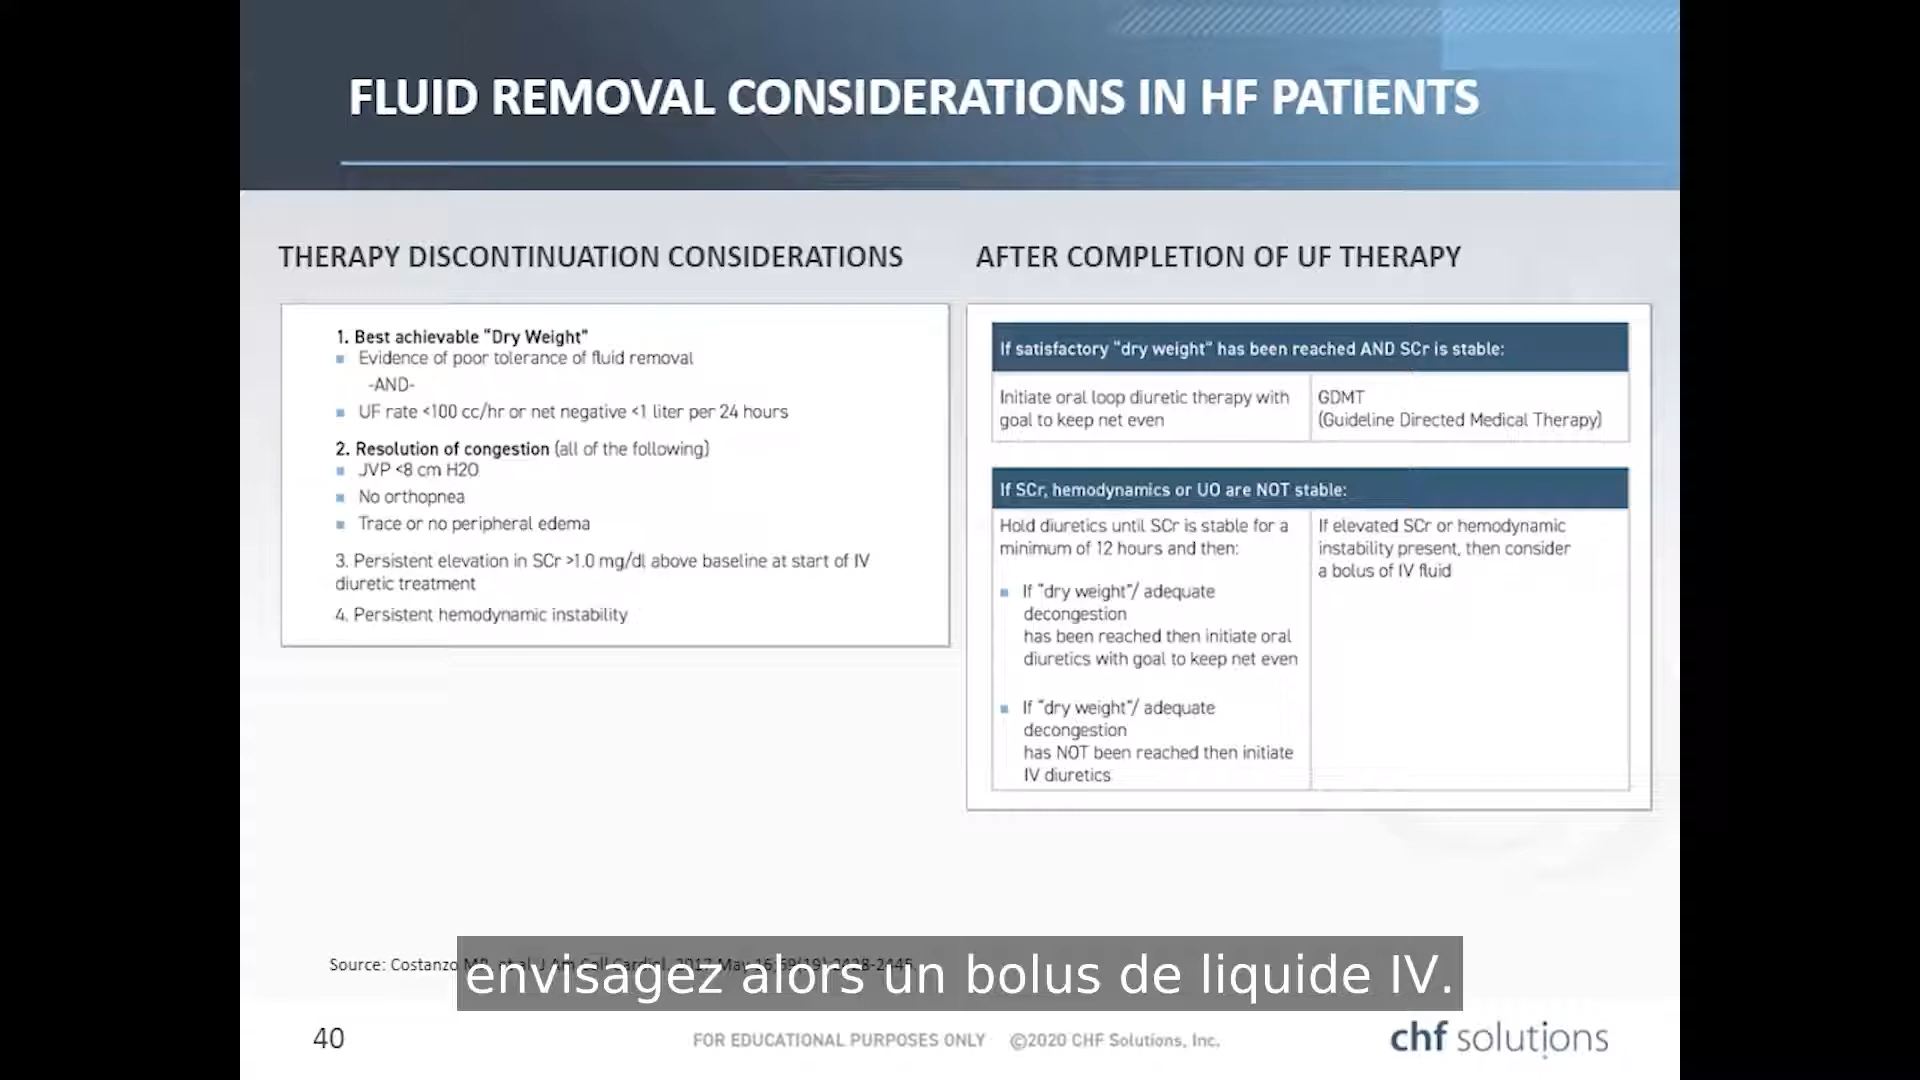 FLUID REMOVAL CONSIDERATIONS IN HF PATIENTS
THERAPY DISCONTINUATION CONSIDERATIONS
1. Best achievable "Dry Weight"
Evidence of poor tolerance of fluid removal
-AND-
UF rate <100 cc/hr or net negative <1 liter per 24 hours
2. Resolution of congestion (all of the following)
JVP <8 cm H2O
No orthopnea
Trace or no peripheral edema
3. Persistent elevation in SCr >1.0 mg/dl above baseline at start of IV
diuretic treatment
4. Persistent hemodynamic instability
AFTER COMPLETION OF UF THERAPY
If satisfactory "dry weight" has been reached AND SCr is stable:
Initiate oral loop diuretic therapy with
goal to keep net even
GDMT
(Guideline Directed Medical Therapy)
If SCr, hemodynamics or UO are NOT stable:
Hold diuretics until SCr is stable for a
minimum of 12 hours and then:
If "dry weight"/ adequate
decongestion
has been reached then initiate oral
diuretics with goal to keep net even
If "dry weight"/ adequate
decongestion
has NOT been reached then initiate
IV diuretics
If elevated SCr or hemodynamic
instability present, then consider
a bolus of IV fluid
Source: Costanzo
envisagez alors un bolus de liquide IV.
40
FOR EDUCATIONAL PURPOSES ONLY ©2020 CHF Solutions, Inc.
chf solutions